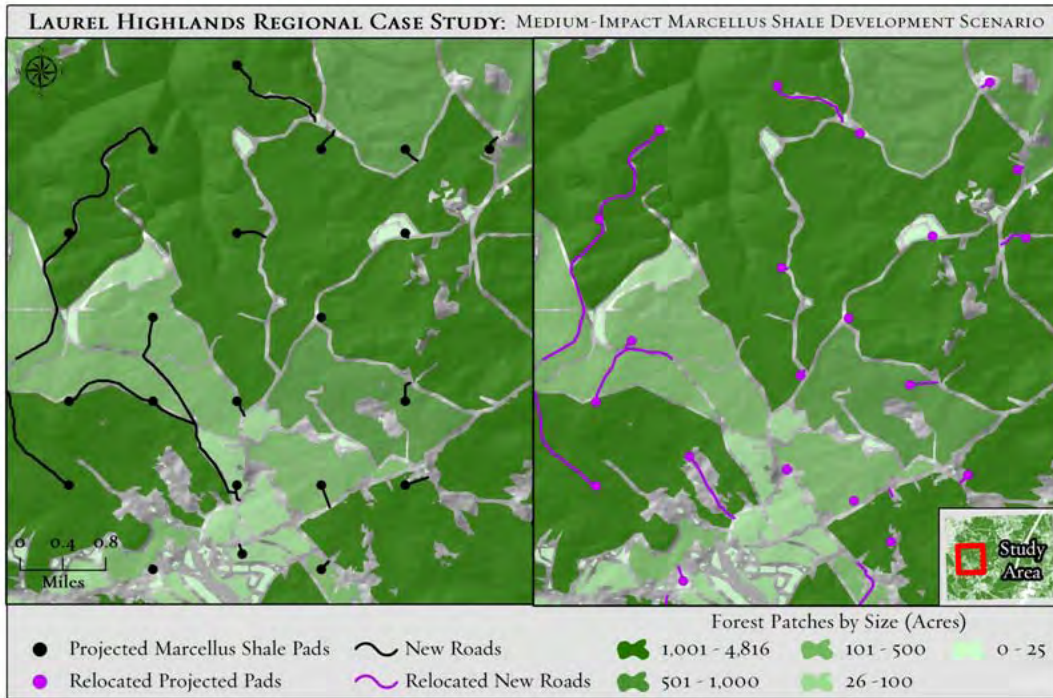 Laurel Highlands Regional Case Study: Medium-Impact Marcellus Shale Development Scenario
0 0.4 0.8
Miles
Study
Area
Forest Patches by Size (Acres)
Projected Marcellus Shale Pads New Roads 1,001 - 4,816 101 - 500 0 - 25
Relocated Projected Pads Relocated New Roads 501 - 1,000 26 -100